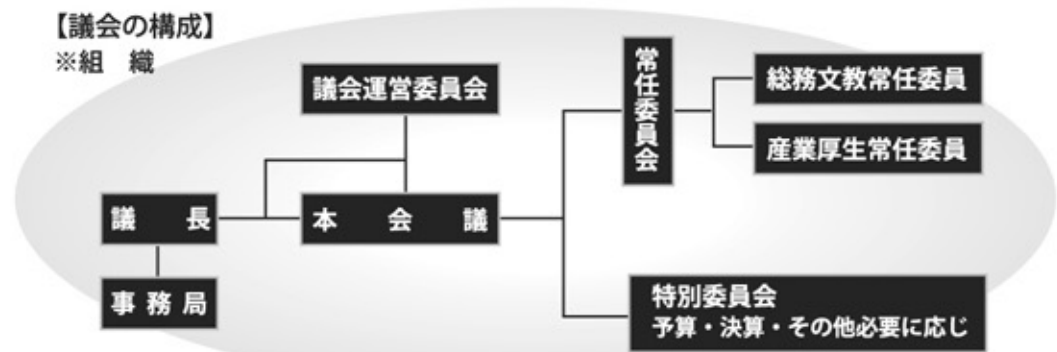 【議会の構成】
※組　織
議会運営委員会
議　長
事務局
本　会　議
常任委員会
総務文教常任委員
産業厚生常任委員
特別委員会
予算・決算・その他必要に応じ